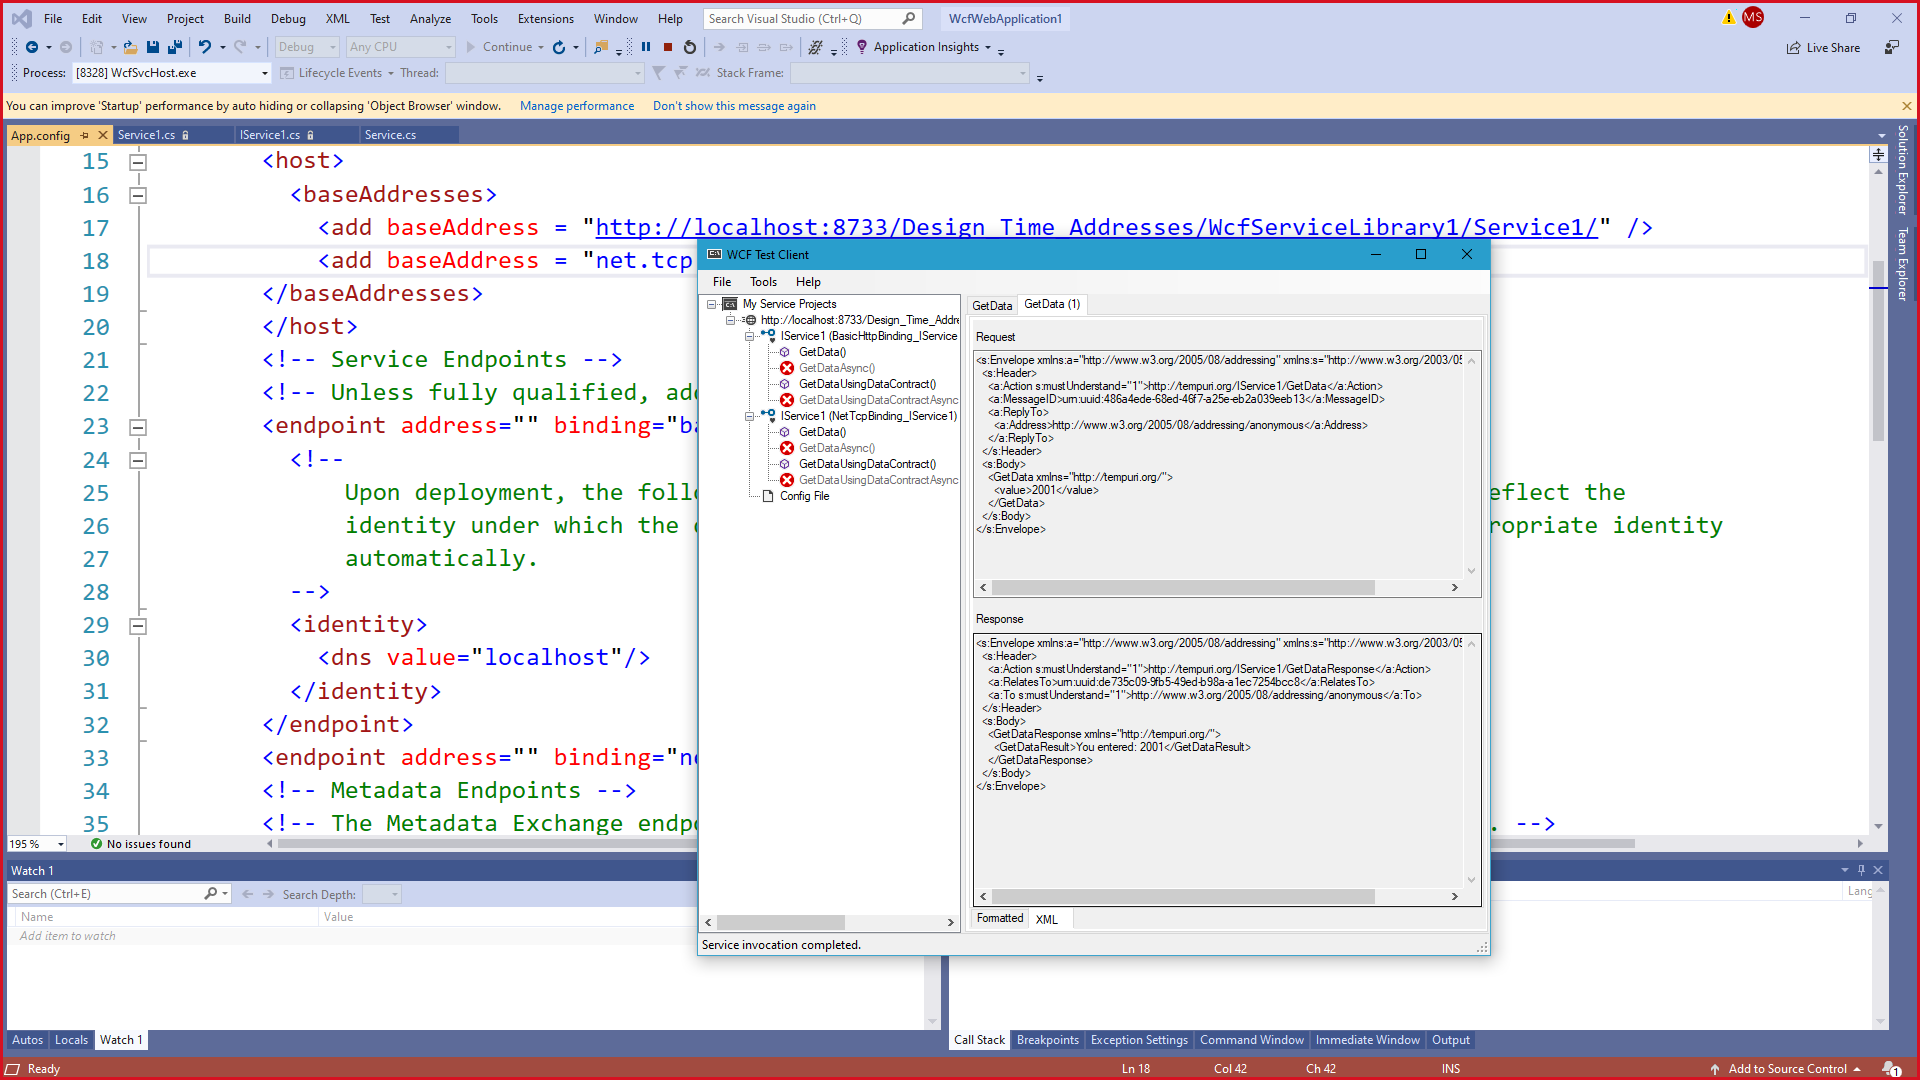 File Edit View Project Build Debug XML Test Analyze Tools Extensions Window Help Search Visual Studio (Ctrl+Q) WcfWebApplication1 MS
Debug Any CPU Continue Application Insights Live Share
Process: [8328] WcfSvcHost.exe Lifecycle Events Thread: Stack Frame:
You can improve 'Startup' performance by auto hiding or collapsing 'Object Browser' window. Manage performance Don't show this message again
App.config Service1.cs IService1.cs Service.cs
15 <host>
16 <baseAddresses>
17 <add baseAddress = "http://localhost:8733/Design_Time_Addresses/WcfServiceLibrary1/Service1/" />
18 <add baseAddress = "net.tcp
19 </baseAddresses>
20 </host>
21 <!-- Service Endpoints -->
22 <!-- Unless fully qualified, add
23 <endpoint address="" binding="ba
24 <!--
25 Upon deployment, the follo eflect the
26 identity under which the ropriate identity
27 automatically.
28 -->
29 <identity>
30 <dns value="localhost"/>
31 </identity>
32 </endpoint>
33 <endpoint address="" binding="ne
34 <!-- Metadata Endpoints -->
35 <!-- The Metadata Exchange endpo . -->
195 % No issues found
Solution Explorer
Team Explorer
WCF Test Client
File Tools Help
My Service Projects
http://localhost:8733/Design_Time_Addre
IService1 (BasicHttpBinding_IService
GetData()
GetDataAsync()
GetDataUsingDataContract()
GetDataUsingDataContractAsync
IService1 (NetTcpBinding_IService1)
GetData()
GetDataAsync()
GetDataUsingDataContract()
GetDataUsingDataContractAsync
Config File
GetData GetData (1)
Request
<s:Envelope xmlns:a="http://www.w3.org/2005/08/addressing" xmlns:s="http://www.w3.org/2003/05
<s:Header>
<a:Action s:mustUnderstand="1">http://tempuri.org/IService1/GetData</a:Action>
<a:MessageID>urn:uuid:486a4ede-68ed-46f7-a25e-eb2a039eeb13</a:MessageID>
<a:ReplyTo>
<a:Address>http://www.w3.org/2005/08/addressing/anonymous</a:Address>
</a:ReplyTo>
</s:Header>
<s:Body>
<GetData xmlns="http://tempuri.org/">
<value>2001</value>
</GetData>
</s:Body>
</s:Envelope>
Response
<s:Envelope xmlns:a="http://www.w3.org/2005/08/addressing" xmlns:s="http://www.w3.org/2003/05
<s:Header>
<a:Action s:mustUnderstand="1">http://tempuri.org/IService1/GetDataResponse</a:Action>
<a:RelatesTo>urn:uuid:de735c09-9fb5-49ed-b98a-a1ec7254bcc8</a:RelatesTo>
<a:To s:mustUnderstand="1">http://www.w3.org/2005/08/addressing/anonymous</a:To>
</s:Header>
<s:Body>
<GetDataResponse xmlns="http://tempuri.org/">
<GetDataResult>You entered: 2001</GetDataResult>
</GetDataResponse>
</s:Body>
</s:Envelope>
Formatted XML
Service invocation completed.
Watch 1
Search (Ctrl+E) Search Depth: Lang
Name Value
Add item to watch
Autos Locals Watch 1 Call Stack Breakpoints Exception Settings Command Window Immediate Window Output
Ready Ln 18 Col 42 Ch 42 INS Add to Source Control 1